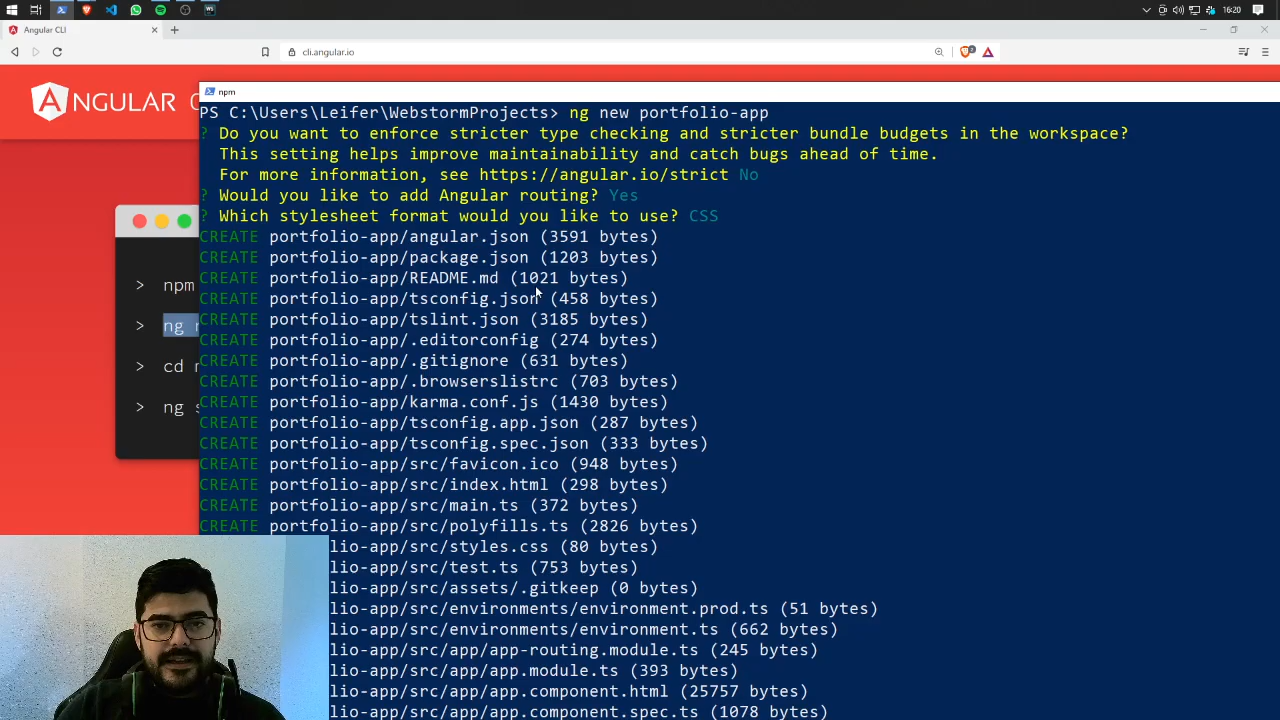 16:20
Angular CLI
cli.angular.io
NGULAR
npm
PS C:\Users\Leifer\WebstormProjects> ng new portfolio-app
? Do you want to enforce stricter type checking and stricter bundle budgets in the workspace?
This setting helps improve maintainability and catch bugs ahead of time.
For more information, see https://angular.io/strict No
? Would you like to add Angular routing? Yes
? Which stylesheet format would you like to use? CSS
CREATE portfolio-app/angular.json (3591 bytes)
CREATE portfolio-app/package.json (1203 bytes)
CREATE portfolio-app/README.md (1021 bytes)
CREATE portfolio-app/tsconfig.json (458 bytes)
CREATE portfolio-app/tslint.json (3185 bytes)
CREATE portfolio-app/.editorconfig (274 bytes)
CREATE portfolio-app/.gitignore (631 bytes)
CREATE portfolio-app/.browserslistrc (703 bytes)
CREATE portfolio-app/karma.conf.js (1430 bytes)
CREATE portfolio-app/tsconfig.app.json (287 bytes)
CREATE portfolio-app/tsconfig.spec.json (333 bytes)
CREATE portfolio-app/src/favicon.ico (948 bytes)
CREATE portfolio-app/src/index.html (298 bytes)
CREATE portfolio-app/src/main.ts (372 bytes)
CREATE portfolio-app/src/polyfills.ts (2826 bytes)
lio-app/src/styles.css (80 bytes)
lio-app/src/test.ts (753 bytes)
lio-app/src/assets/.gitkeep (0 bytes)
lio-app/src/environments/environment.prod.ts (51 bytes)
lio-app/src/environments/environment.ts (662 bytes)
lio-app/src/app/app-routing.module.ts (245 bytes)
lio-app/src/app/app.module.ts (393 bytes)
lio-app/src/app/app.component.html (25757 bytes)
lio-app/src/app/app.component.spec.ts (1078 bytes)
> npm
> ng
> cd
> ng